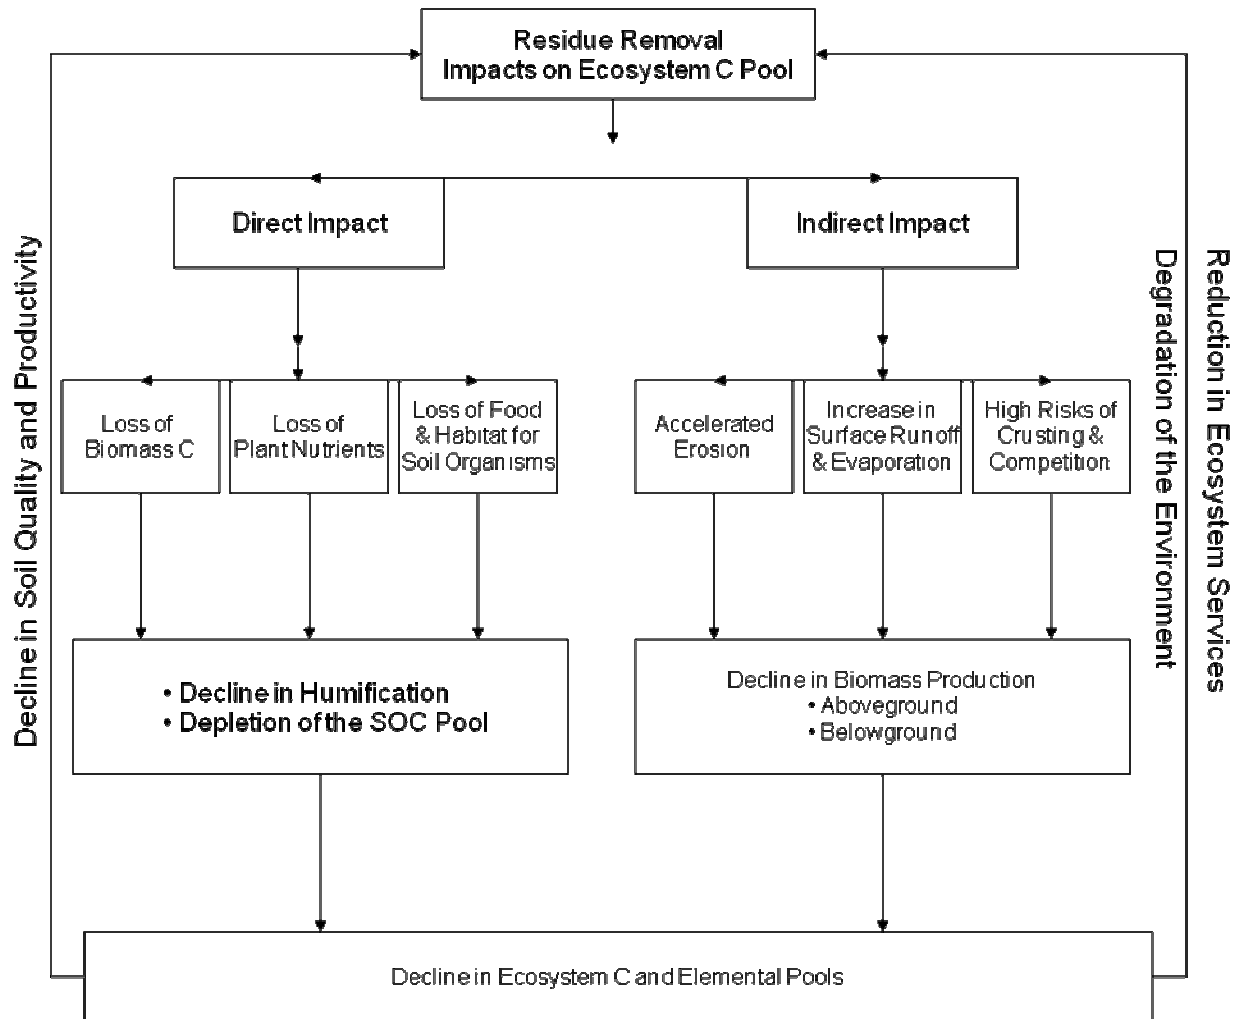 Residue Removal
Impacts on Ecosystem C Pool
Direct Impact
Indirect Impact
Loss of
Biomass C
Loss of
Plant Nutrients
Loss of Food
& Habitat for
Soil Organisms
Accelerated
Erosion
Increase in
Surface Runoff
& Evaporation
High Risks of
Crusting &
Competition
• Decline in Humification
• Depletion of the SOC Pool
Decline in Biomass Production
• Aboveground
• Belowground
Decline in Ecosystem C and Elemental Pools
Decline in Soil Quality and Productivity
Reduction in Ecosystem Services
Degradation of the Environment